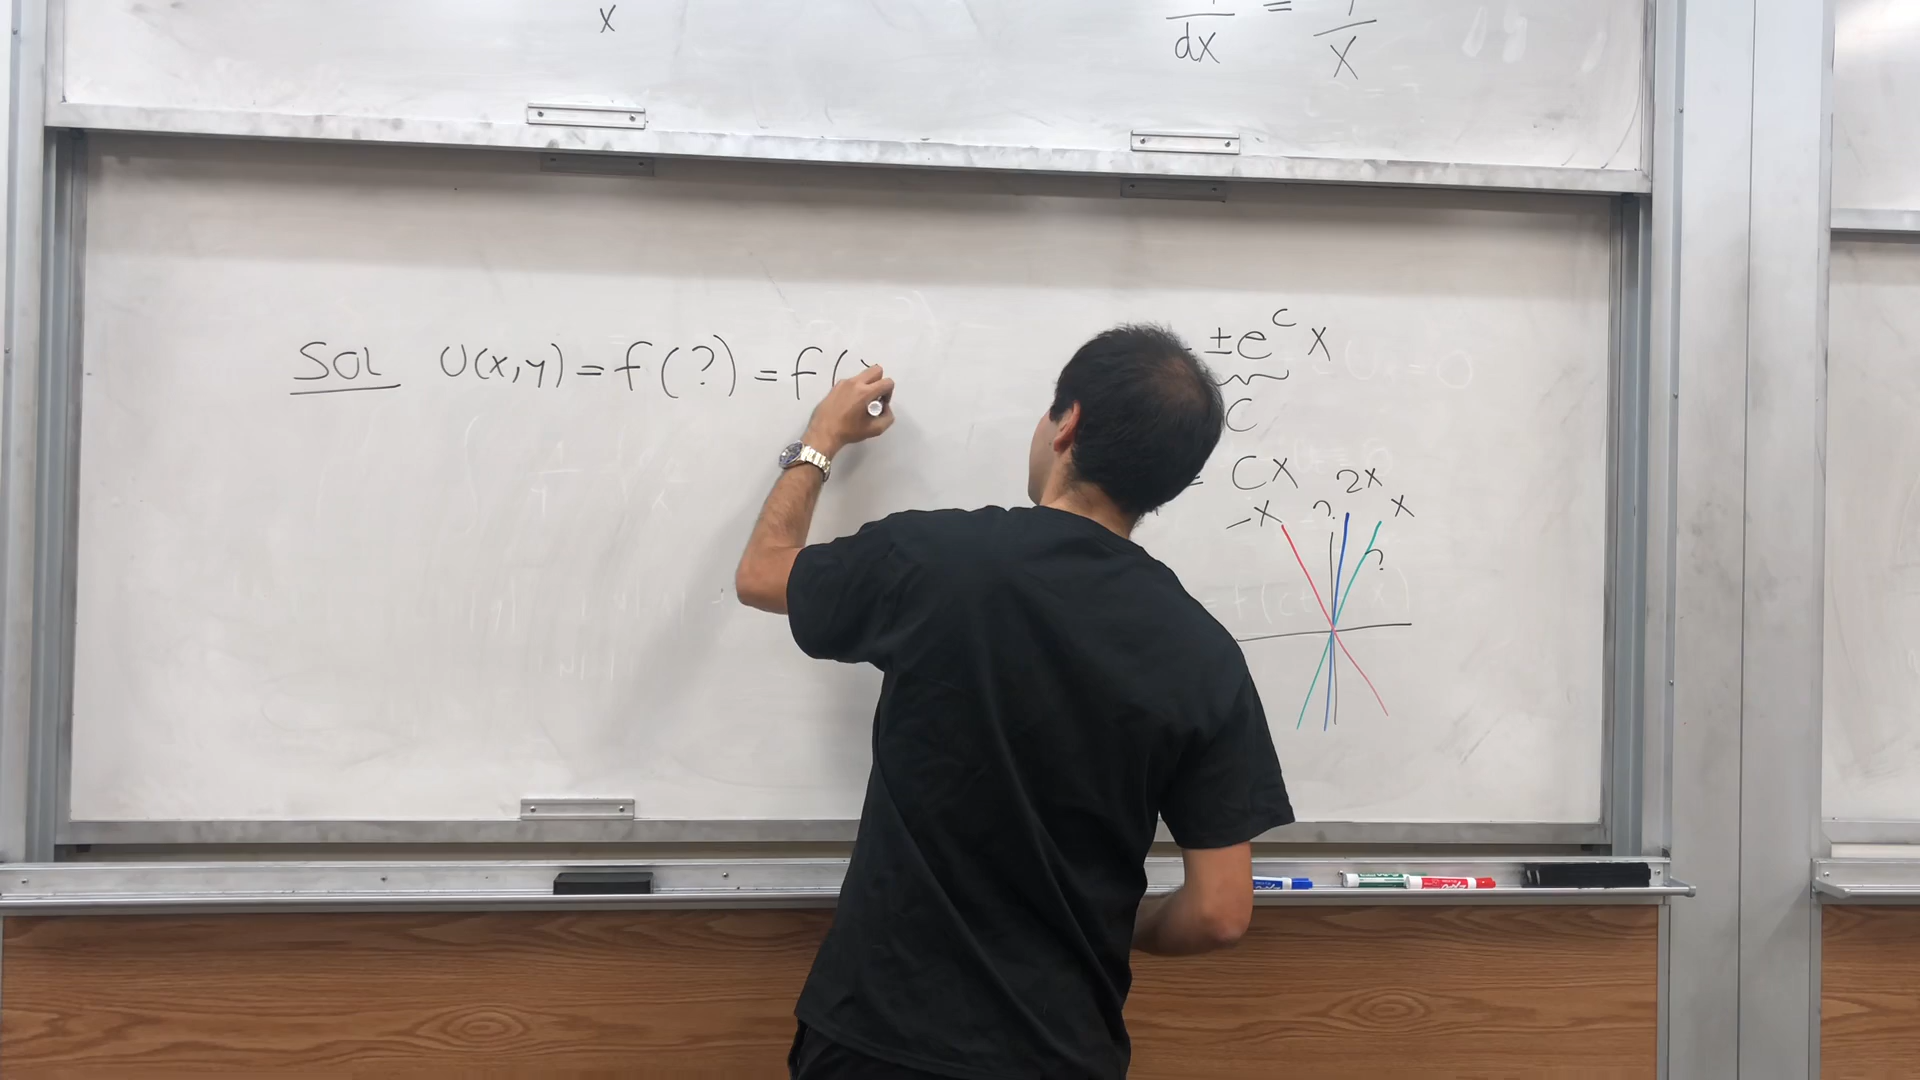 x
dx = x
Sol U(x,y) = f(?) = f(
±e^c x
C
= Cx
-x ? 2x x
?